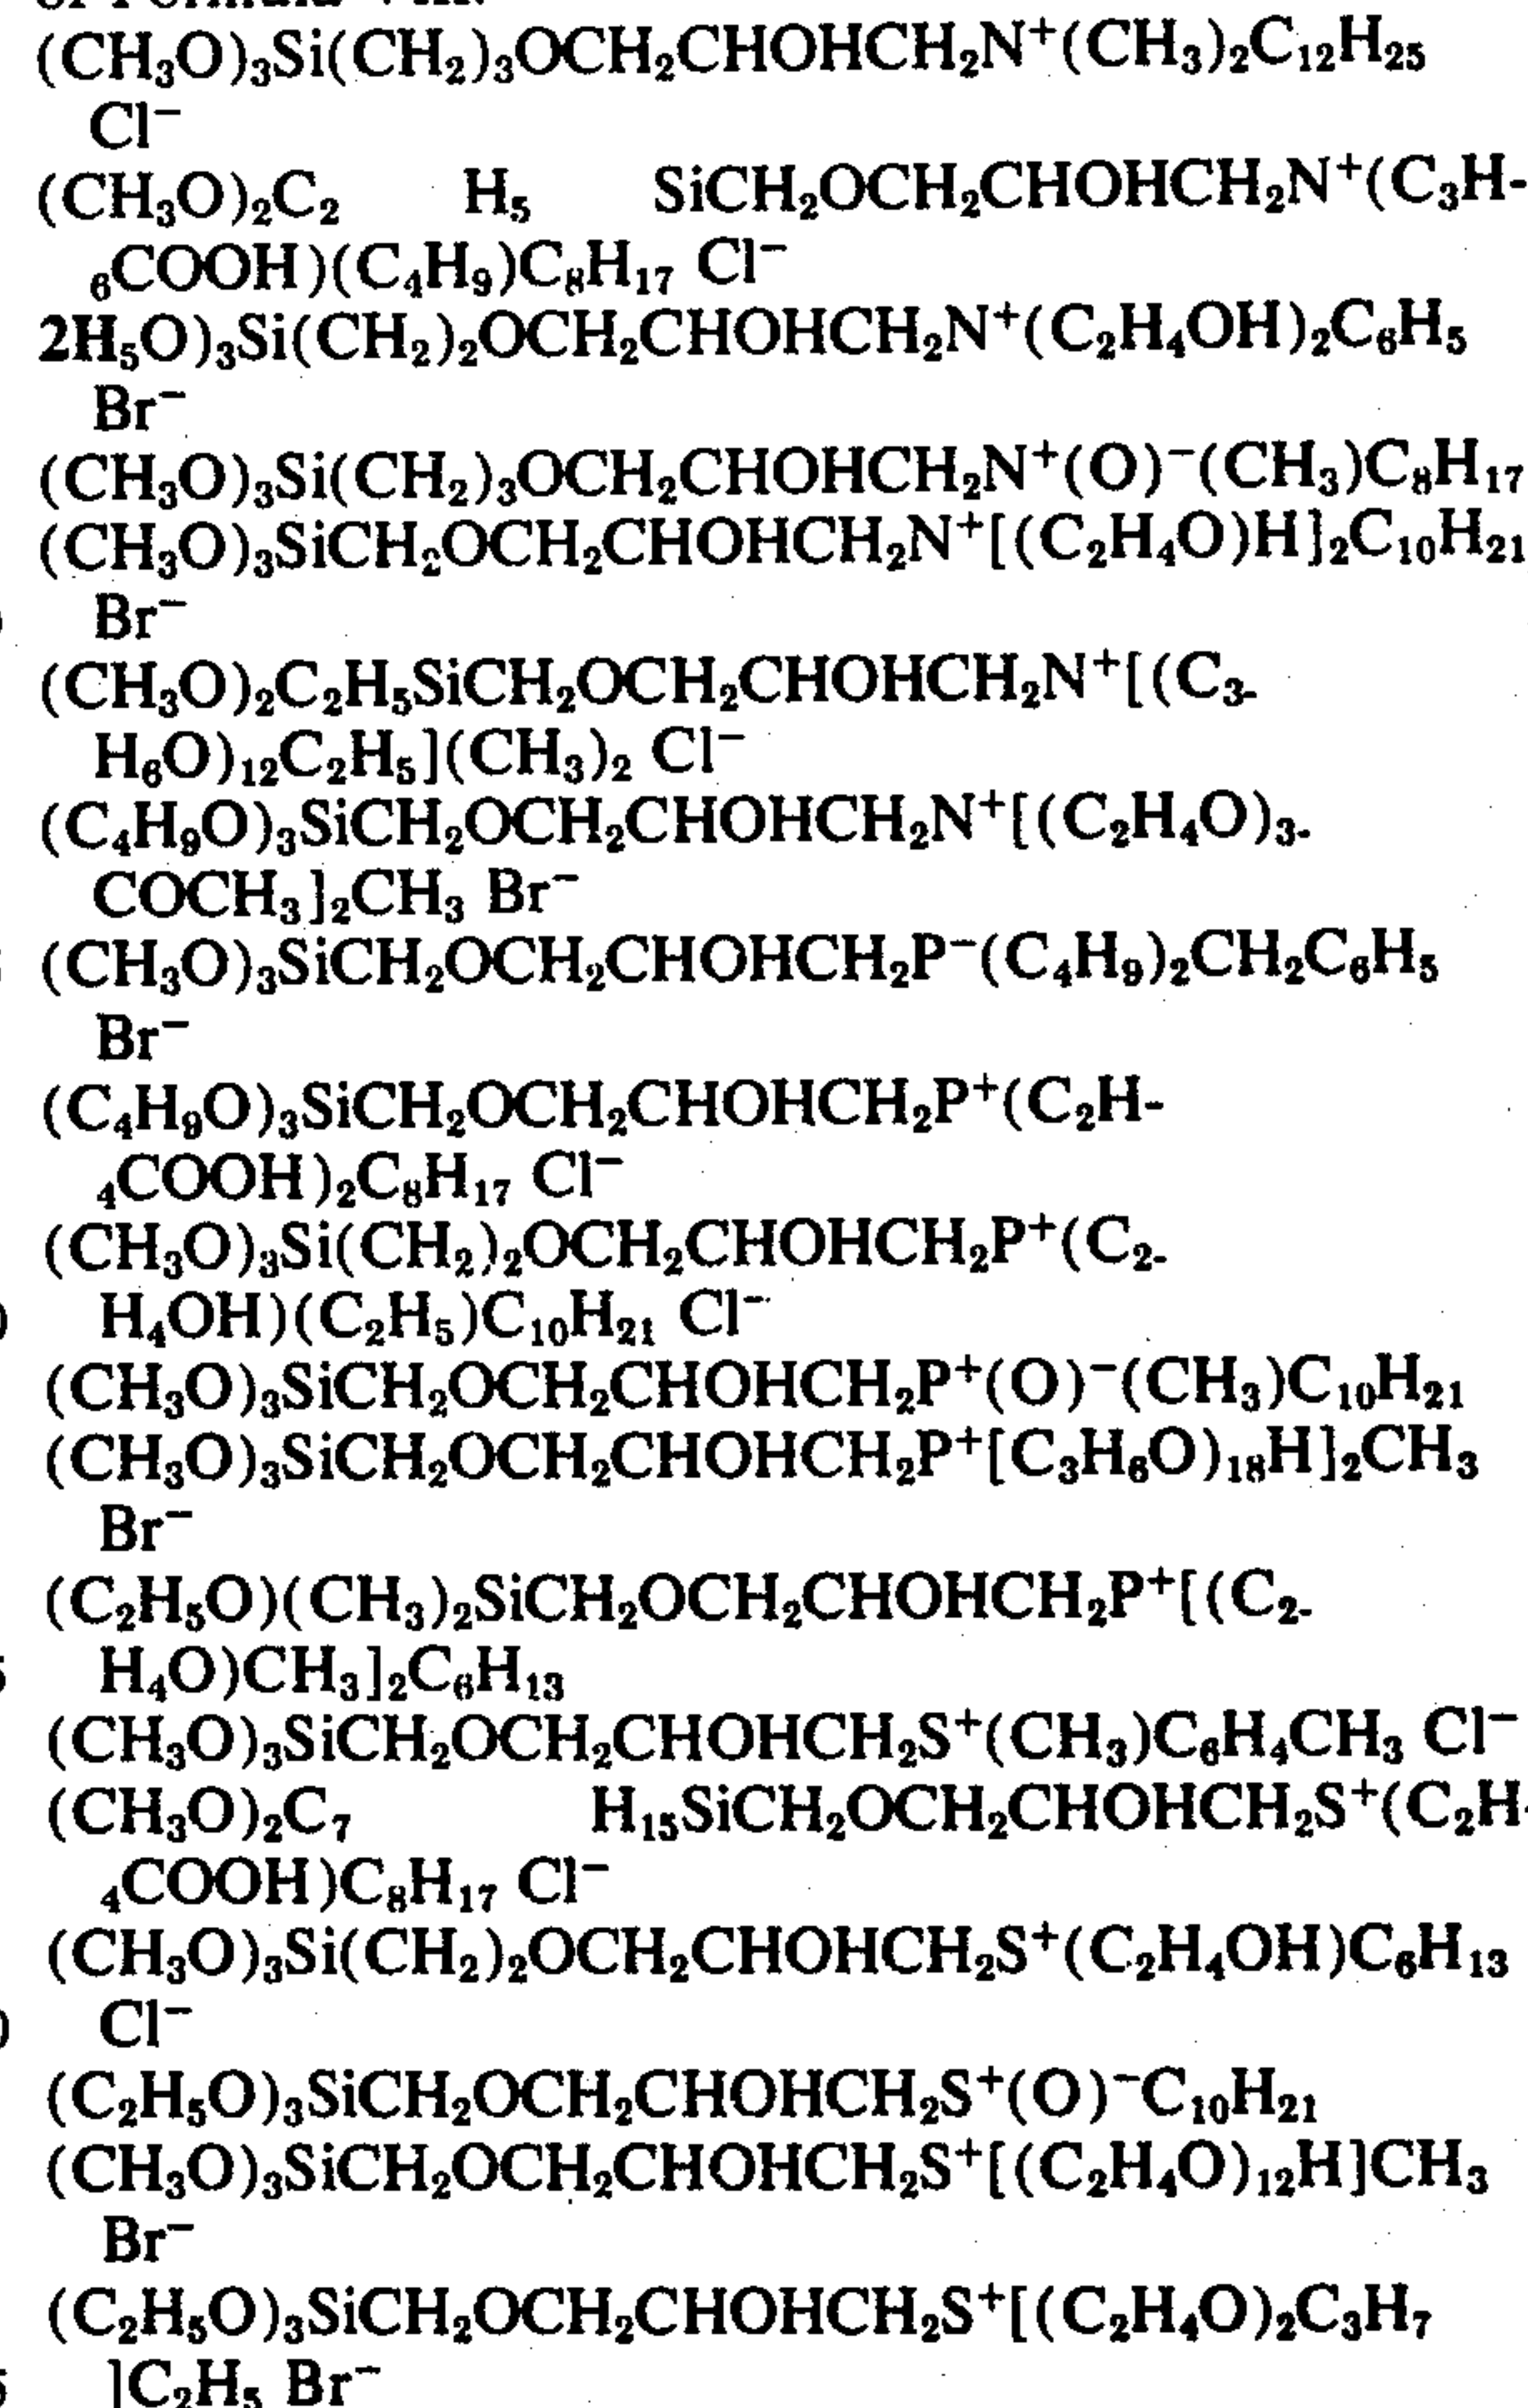 (CH₃O)₃Si(CH₂)₃OCH₂CHOHCH₂N⁺(CH₃)₂C₁₂H₂₅
Cl⁻
(CH₃O)₂C₂ H₅ SiCH₂OCH₂CHOHCH₂N⁺(C₃H-
₆COOH)(C₄H₉)C₈H₁₇ Cl⁻
2H₅O)₃Si(CH₂)₂OCH₂CHOHCH₂N⁺(C₂H₄OH)₂C₆H₅
Br⁻
(CH₃O)₃Si(CH₂)₃OCH₂CHOHCH₂N⁺(O)⁻(CH₃)C₈H₁₇
(CH₃O)₃SiCH₂OCH₂CHOHCH₂N⁺[(C₂H₄O)H]₂C₁₀H₂₁
Br⁻
(CH₃O)₂C₂H₅SiCH₂OCH₂CHOHCH₂N⁺[(C₃-
H₆O)₁₂C₂H₅](CH₃)₂ Cl⁻
(C₄H₉O)₃SiCH₂OCH₂CHOHCH₂N⁺[(C₂H₄O)₃-
COCH₃]₂CH₃ Br⁻
(CH₃O)₃SiCH₂OCH₂CHOHCH₂P⁻(C₄H₉)₂CH₂C₆H₅
Br⁻
(C₄H₉O)₃SiCH₂OCH₂CHOHCH₂P⁺(C₂H-
₄COOH)₂C₈H₁₇ Cl⁻
(CH₃O)₃Si(CH₂)₂OCH₂CHOHCH₂P⁺(C₂-
H₄OH)(C₂H₅)C₁₀H₂₁ Cl⁻
(CH₃O)₃SiCH₂OCH₂CHOHCH₂P⁺(O)⁻(CH₃)C₁₀H₂₁
(CH₃O)₃SiCH₂OCH₂CHOHCH₂P⁺[C₃H₆O)₁₈H]₂CH₃
Br⁻
(C₂H₅O)(CH₃)₂SiCH₂OCH₂CHOHCH₂P⁺[(C₂-
H₄O)CH₃]₂C₆H₁₃
(CH₃O)₃SiCH₂OCH₂CHOHCH₂S⁺(CH₃)C₆H₄CH₃ Cl⁻
(CH₃O)₂C₇ H₁₅SiCH₂OCH₂CHOHCH₂S⁺(C₂H-
₄COOH)C₈H₁₇ Cl⁻
(CH₃O)₃Si(CH₂)₂OCH₂CHOHCH₂S⁺(C₂H₄OH)C₆H₁₃
Cl⁻
(C₂H₅O)₃SiCH₂OCH₂CHOHCH₂S⁺(O)⁻C₁₀H₂₁
(CH₃O)₃SiCH₂OCH₂CHOHCH₂S⁺[(C₂H₄O)₁₂H]CH₃
Br⁻
(C₂H₅O)₃SiCH₂OCH₂CHOHCH₂S⁺[(C₂H₄O)₂C₃H₇
]C₂H₅ Br⁻